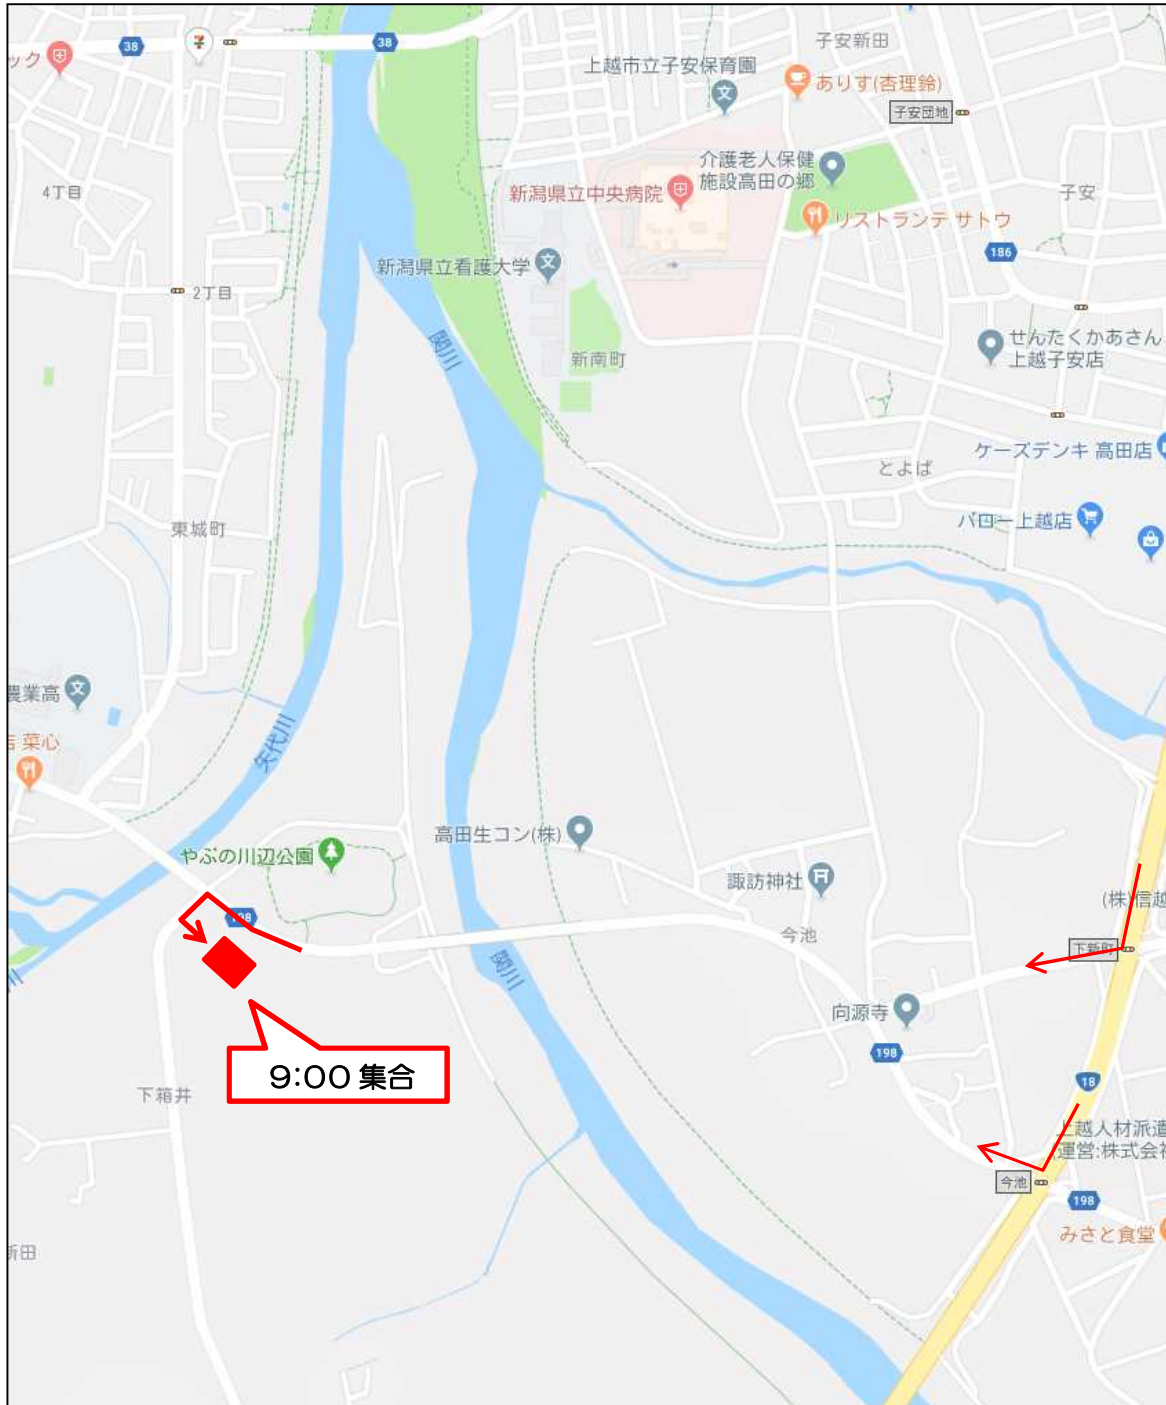 38
38
ック
子安新田
上越市立子安保育園
ありす(杏理鈴)
子安団地
介護老人保健
施設高田の郷
4丁目
新潟県立中央病院
子安
リストランテ サトウ
186
新潟県立看護大学
2丁目
関川
せんたくかあさん
上越子安店
新南町
ケーズデンキ 高田店
とよば
バロー上越店
東城町
農業高
矢代川
菜心
高田生コン(株)
やぶの川辺公園
諏訪神社
(株)信越
198
今池
下新町
関川
向源寺
198
9:00 集合
18
下箱井
上越人材派遣
運営:株式会社
今池
198
みさと食堂
新田